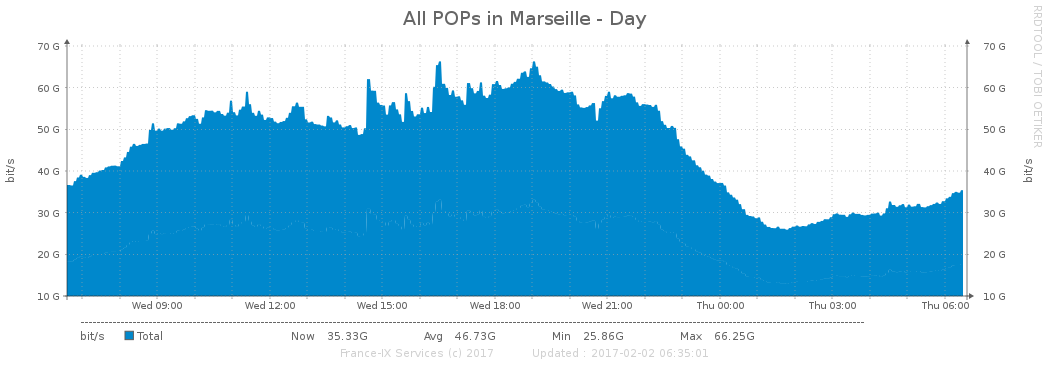 All POPs in Marseille - Day
RRDTOOL / TOBI OETIKER
bit/s
70 G 70 G
60 G 60 G
50 G 50 G
40 G 40 G
30 G 30 G
20 G 20 G
10 G 10 G
bit/s
Wed 09:00 Wed 12:00 Wed 15:00 Wed 18:00 Wed 21:00 Thu 00:00 Thu 03:00 Thu 06:00
bit/s Total Now 35.33G Avg 46.73G Min 25.86G Max 66.25G
France-IX Services (c) 2017 Updated : 2017-02-02 06:35:01